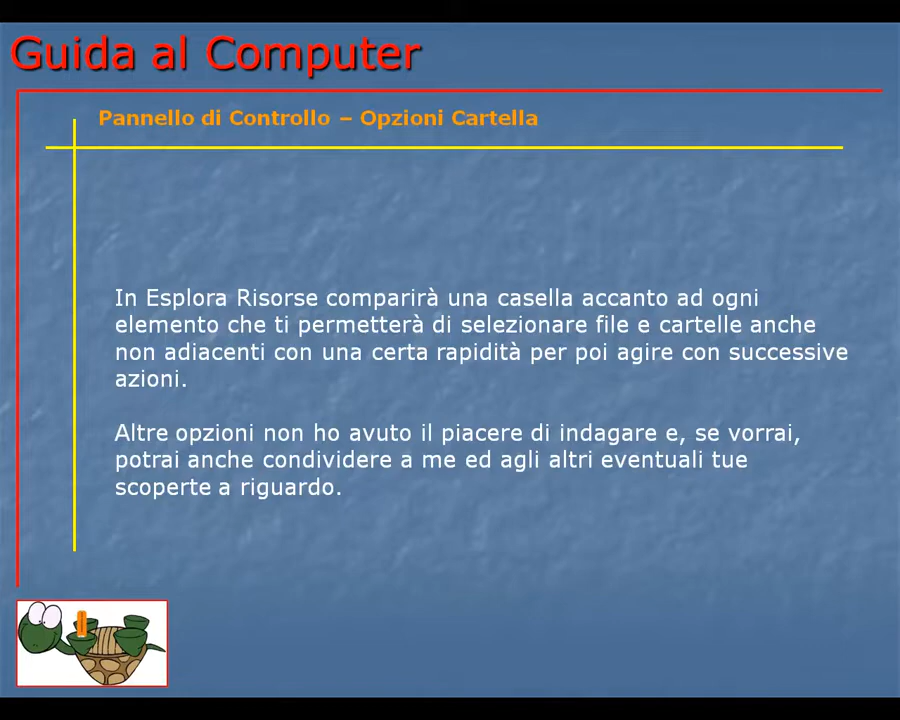 Guida al Computer
Pannello di Controllo – Opzioni Cartella
In Esplora Risorse comparirà una casella accanto ad ogni
elemento che ti permetterà di selezionare file e cartelle anche
non adiacenti con una certa rapidità per poi agire con successive
azioni.
Altre opzioni non ho avuto il piacere di indagare e, se vorrai,
potrai anche condividere a me ed agli altri eventuali tue
scoperte a riguardo.